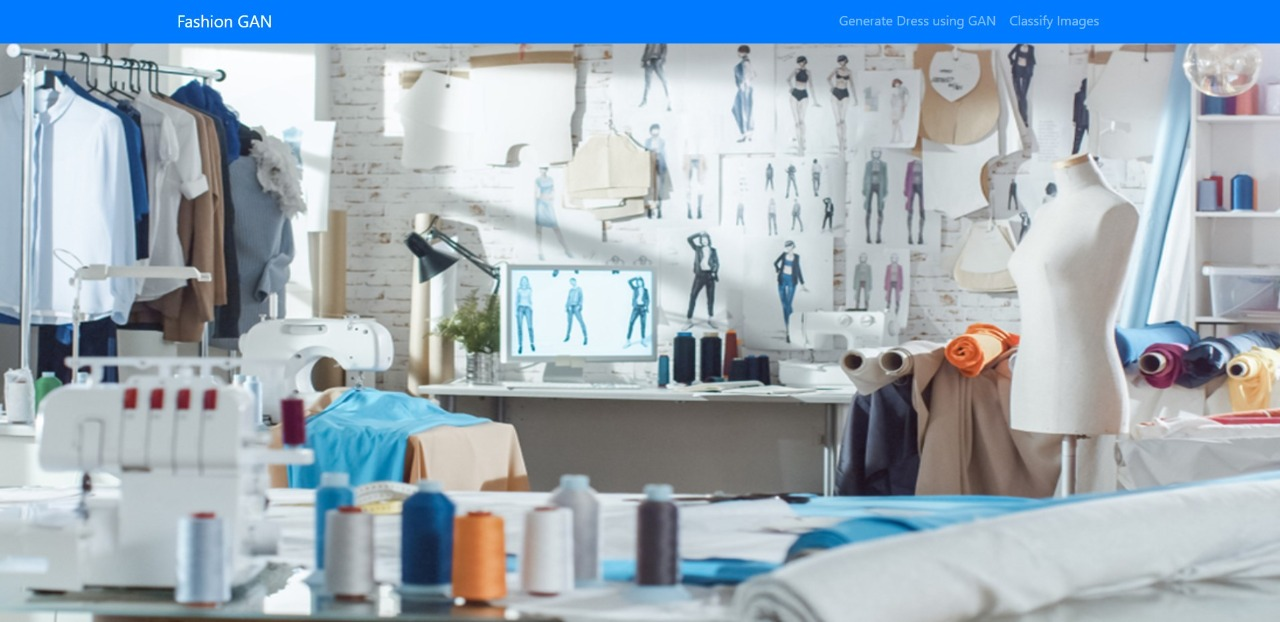 Fashion GAN
Generate Dress using GAN
Classify Images